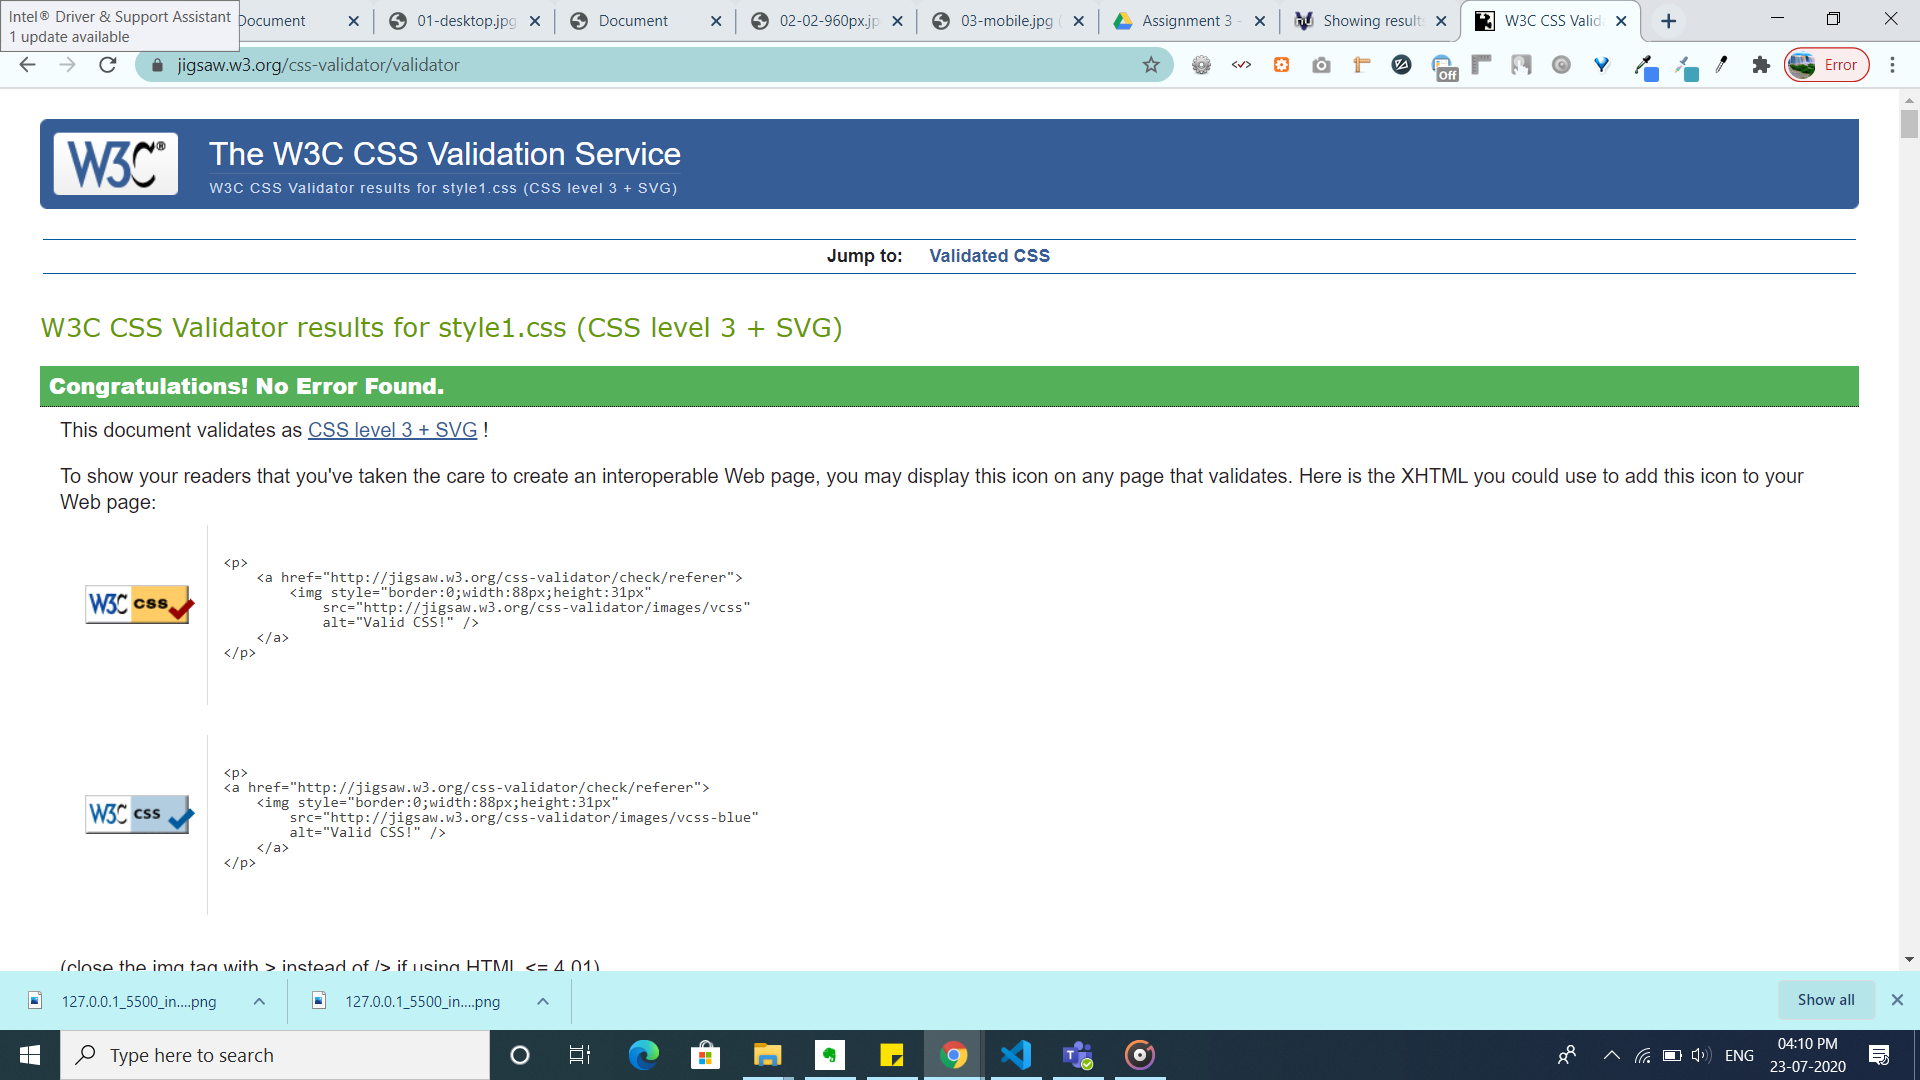 Intel® Driver & Support Assistant
1 update available
Document
01-desktop.jpg
Document
02-02-960px.jp
03-mobile.jpg
Assignment 3 -
Showing result
W3C CSS Valid
jigsaw.w3.org/css-validator/validator
Off
Error
W3C®
The W3C CSS Validation Service
W3C CSS Validator results for style1.css (CSS level 3 + SVG)
Jump to: Validated CSS
W3C CSS Validator results for style1.css (CSS level 3 + SVG)
Congratulations! No Error Found.
This document validates as CSS level 3 + SVG !
To show your readers that you've taken the care to create an interoperable Web page, you may display this icon on any page that validates. Here is the XHTML you could use to add this icon to your
Web page:
W3C css
<p>
<a href="http://jigsaw.w3.org/css-validator/check/referer">
<img style="border:0;width:88px;height:31px"
src="http://jigsaw.w3.org/css-validator/images/vcss"
alt="Valid CSS!" />
</a>
</p>
W3C css
<p>
<a href="http://jigsaw.w3.org/css-validator/check/referer">
<img style="border:0;width:88px;height:31px"
src="http://jigsaw.w3.org/css-validator/images/vcss-blue"
alt="Valid CSS!" />
</a>
</p>
(close the img tag with > instead of /> if using HTML <= 4.01)
127.0.0.1_5500_in....png
127.0.0.1_5500_in....png
Show all
Type here to search
ENG
04:10 PM
23-07-2020